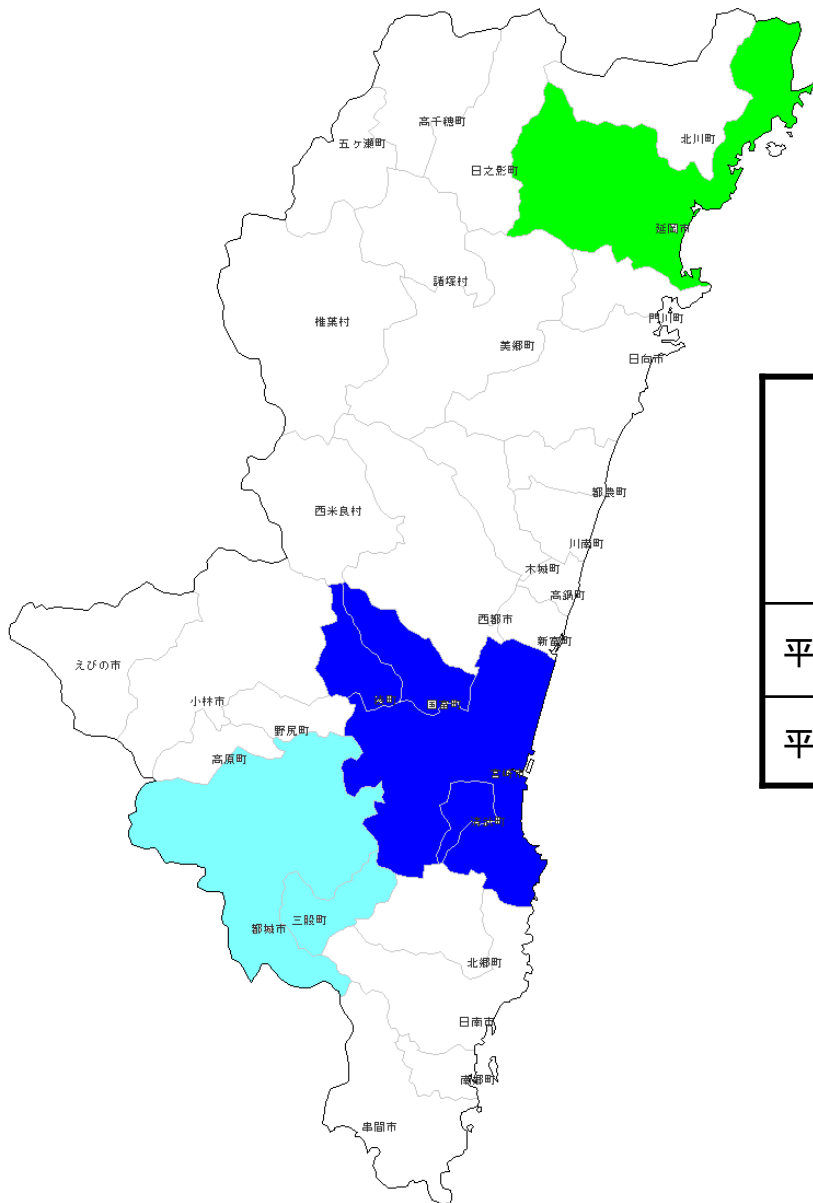 高千穂町
北川町
五ヶ瀬町
日之影町
延岡市
諸塚村
椎葉村
門川町
美郷町
日向市
都農町
西米良村
川南町
木城町
高鍋町
西都市
新富町
えびの市
小林市
国富町
野尻町
高原町
三股町
都城市
北郷町
日南市
南郷町
串間市
平
平